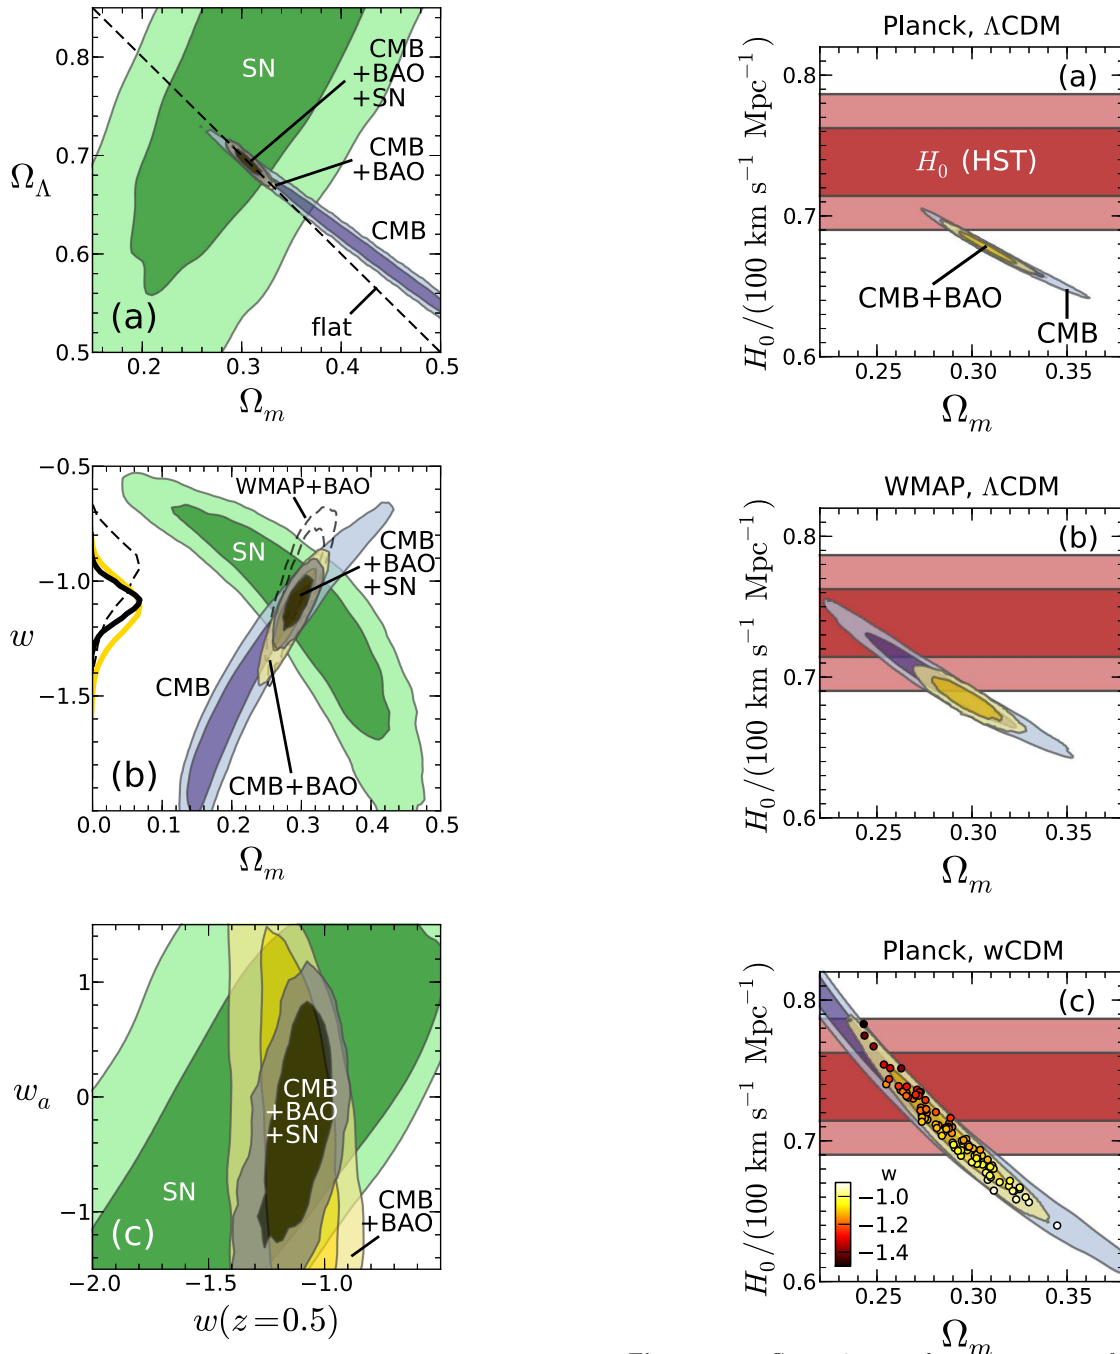 0.8
0.7
0.6
0.5
Ω_Λ
SN
CMB
+BAO
+SN
CMB
+BAO
CMB
flat
(a)
0.2
0.3
0.4
0.5
Ω_m
−0.5
−1.0
−1.5
w
WMAP+BAO
SN
CMB
+BAO
+SN
CMB
CMB+BAO
(b)
0.0
0.1
0.2
0.3
0.4
0.5
Ω_m
1
0
−1
w_a
CMB
+BAO
+SN
SN
CMB
+BAO
(c)
−2.0
−1.5
−1.0
w(z=0.5)
Planck, ΛCDM
(a)
0.8
0.7
0.6
H_0/(100 km s^−1 Mpc^−1)
H_0 (HST)
CMB+BAO
CMB
0.25
0.30
0.35
Ω_m
WMAP, ΛCDM
(b)
0.8
0.7
0.6
H_0/(100 km s^−1 Mpc^−1)
0.25
0.30
0.35
Ω_m
Planck, wCDM
(c)
0.8
0.7
0.6
H_0/(100 km s^−1 Mpc^−1)
w
−1.0
−1.2
−1.4
0.25
0.30
0.35
Ω_m